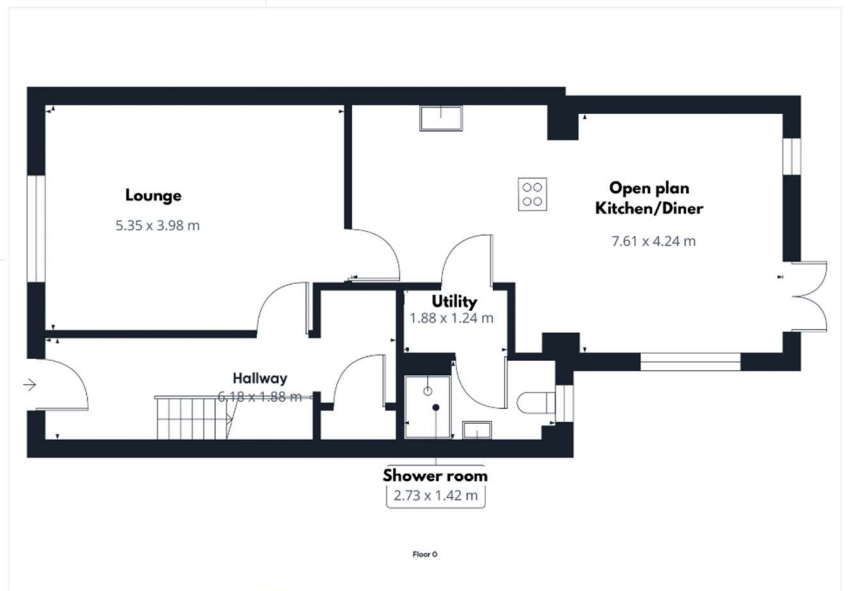 Lounge
5.35 x 3.98 m
Open plan
Kitchen/Diner
7.61 x 4.24 m
Utility
1.88 x 1.24 m
Hallway
6.18 x 1.88 m
Shower room
2.73 x 1.42 m
Floor 0